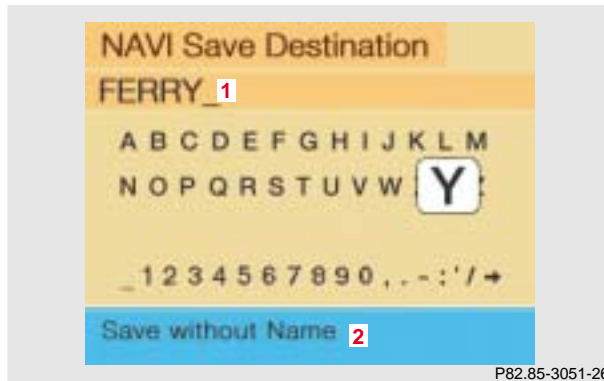 NAVI Save Destination
FERRY_ 1
A B C D E F G H I J K L M
N O P Q R S T U V W Y
_ 1 2 3 4 5 6 7 8 9 0 , . - : ' / →
Save without Name 2
P82.85-3051-26